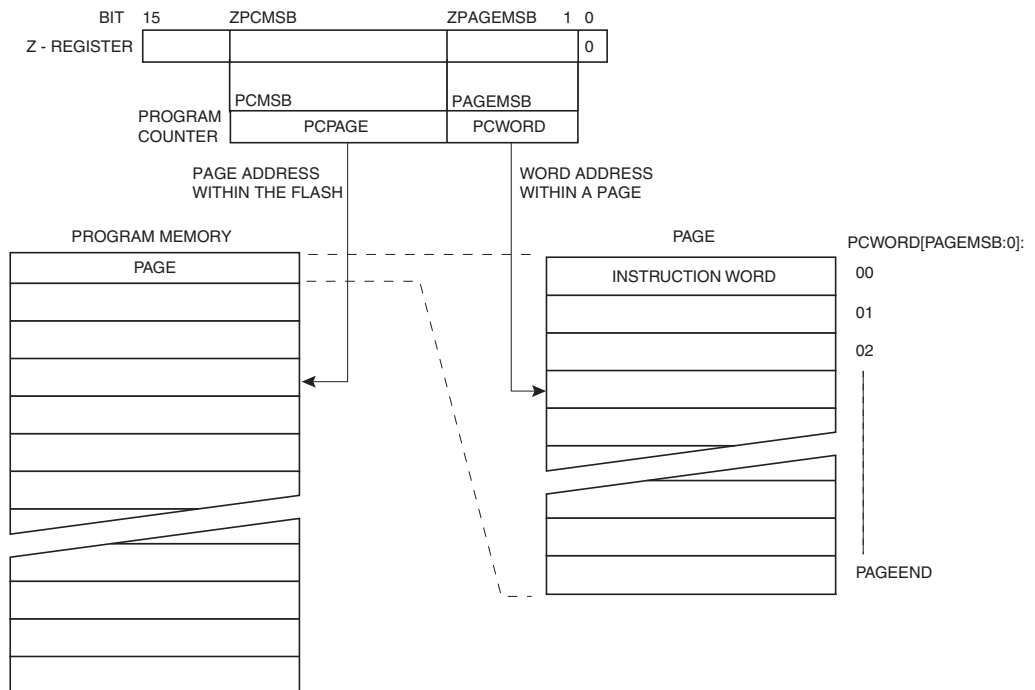 BIT 15 ZPCMSB ZPAGEMSB 1 0
Z - REGISTER 0
PCMSB PAGEMSB
PROGRAM
COUNTER
PCPAGE PCWORD
PAGE ADDRESS
WITHIN THE FLASH
WORD ADDRESS
WITHIN A PAGE
PROGRAM MEMORY
PAGE
PAGE
INSTRUCTION WORD
PCWORD[PAGEMSB:0]:
00
01
02
PAGEEND